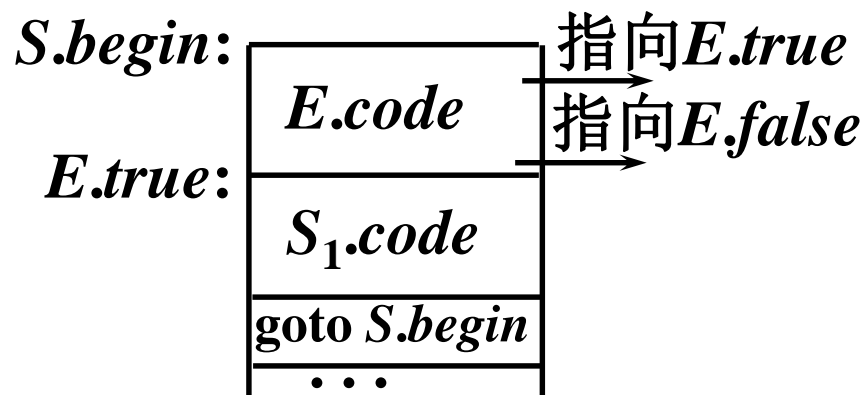 S.begin:
指向E.true
E.code
指向E.false
E.true:
S₁.code
goto S.begin
...